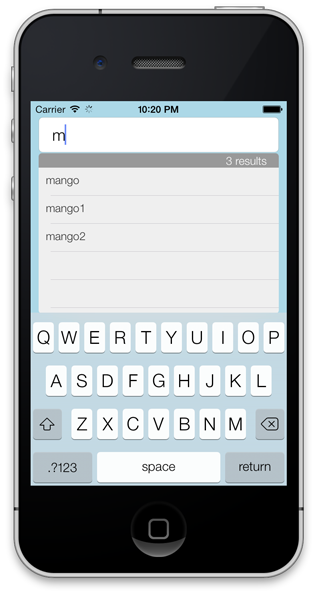 Carrier 10:20 PM
m
3 results
mango
mango1
mango2
Q W E R T Y U I O P
A S D F G H J K L
Z X C V B N M
.?123 space return